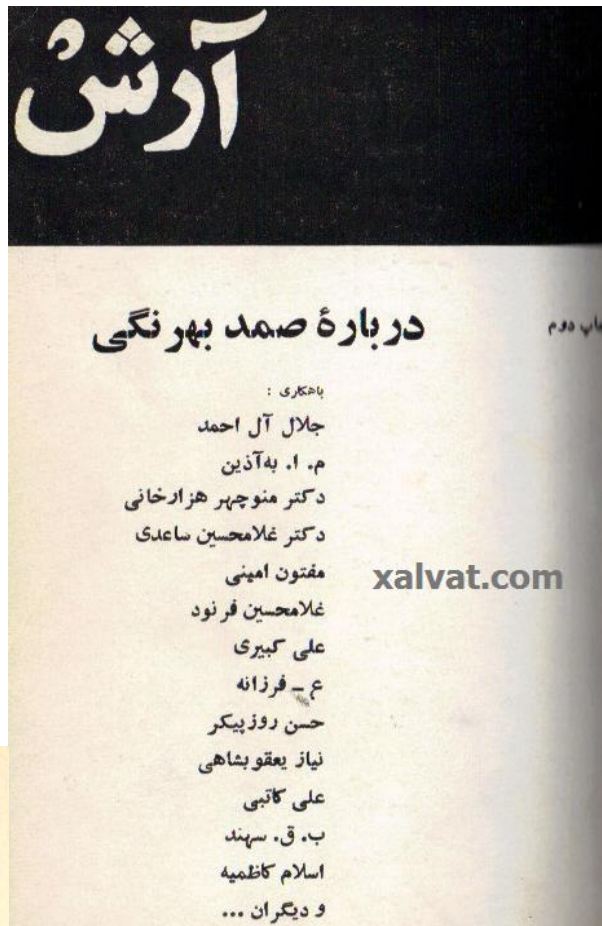 آرش
دربارهٔ صمد بهرنگی
چاپ دوم
باهمکاری :
جلال آل احمد
م. ا. به‌آذین
دکتر منوچهر هزارخانی
دکتر غلامحسین ساعدی
مفتون امینی
xalvat.com
غلامحسین فرنود
علی کبیری
ع - فرزانه
حسن روزپیکر
نیاز یعقوبشاهی
علی کاتبی
ب. ق. سهند
اسلام کاظمیه
و دیگران ...